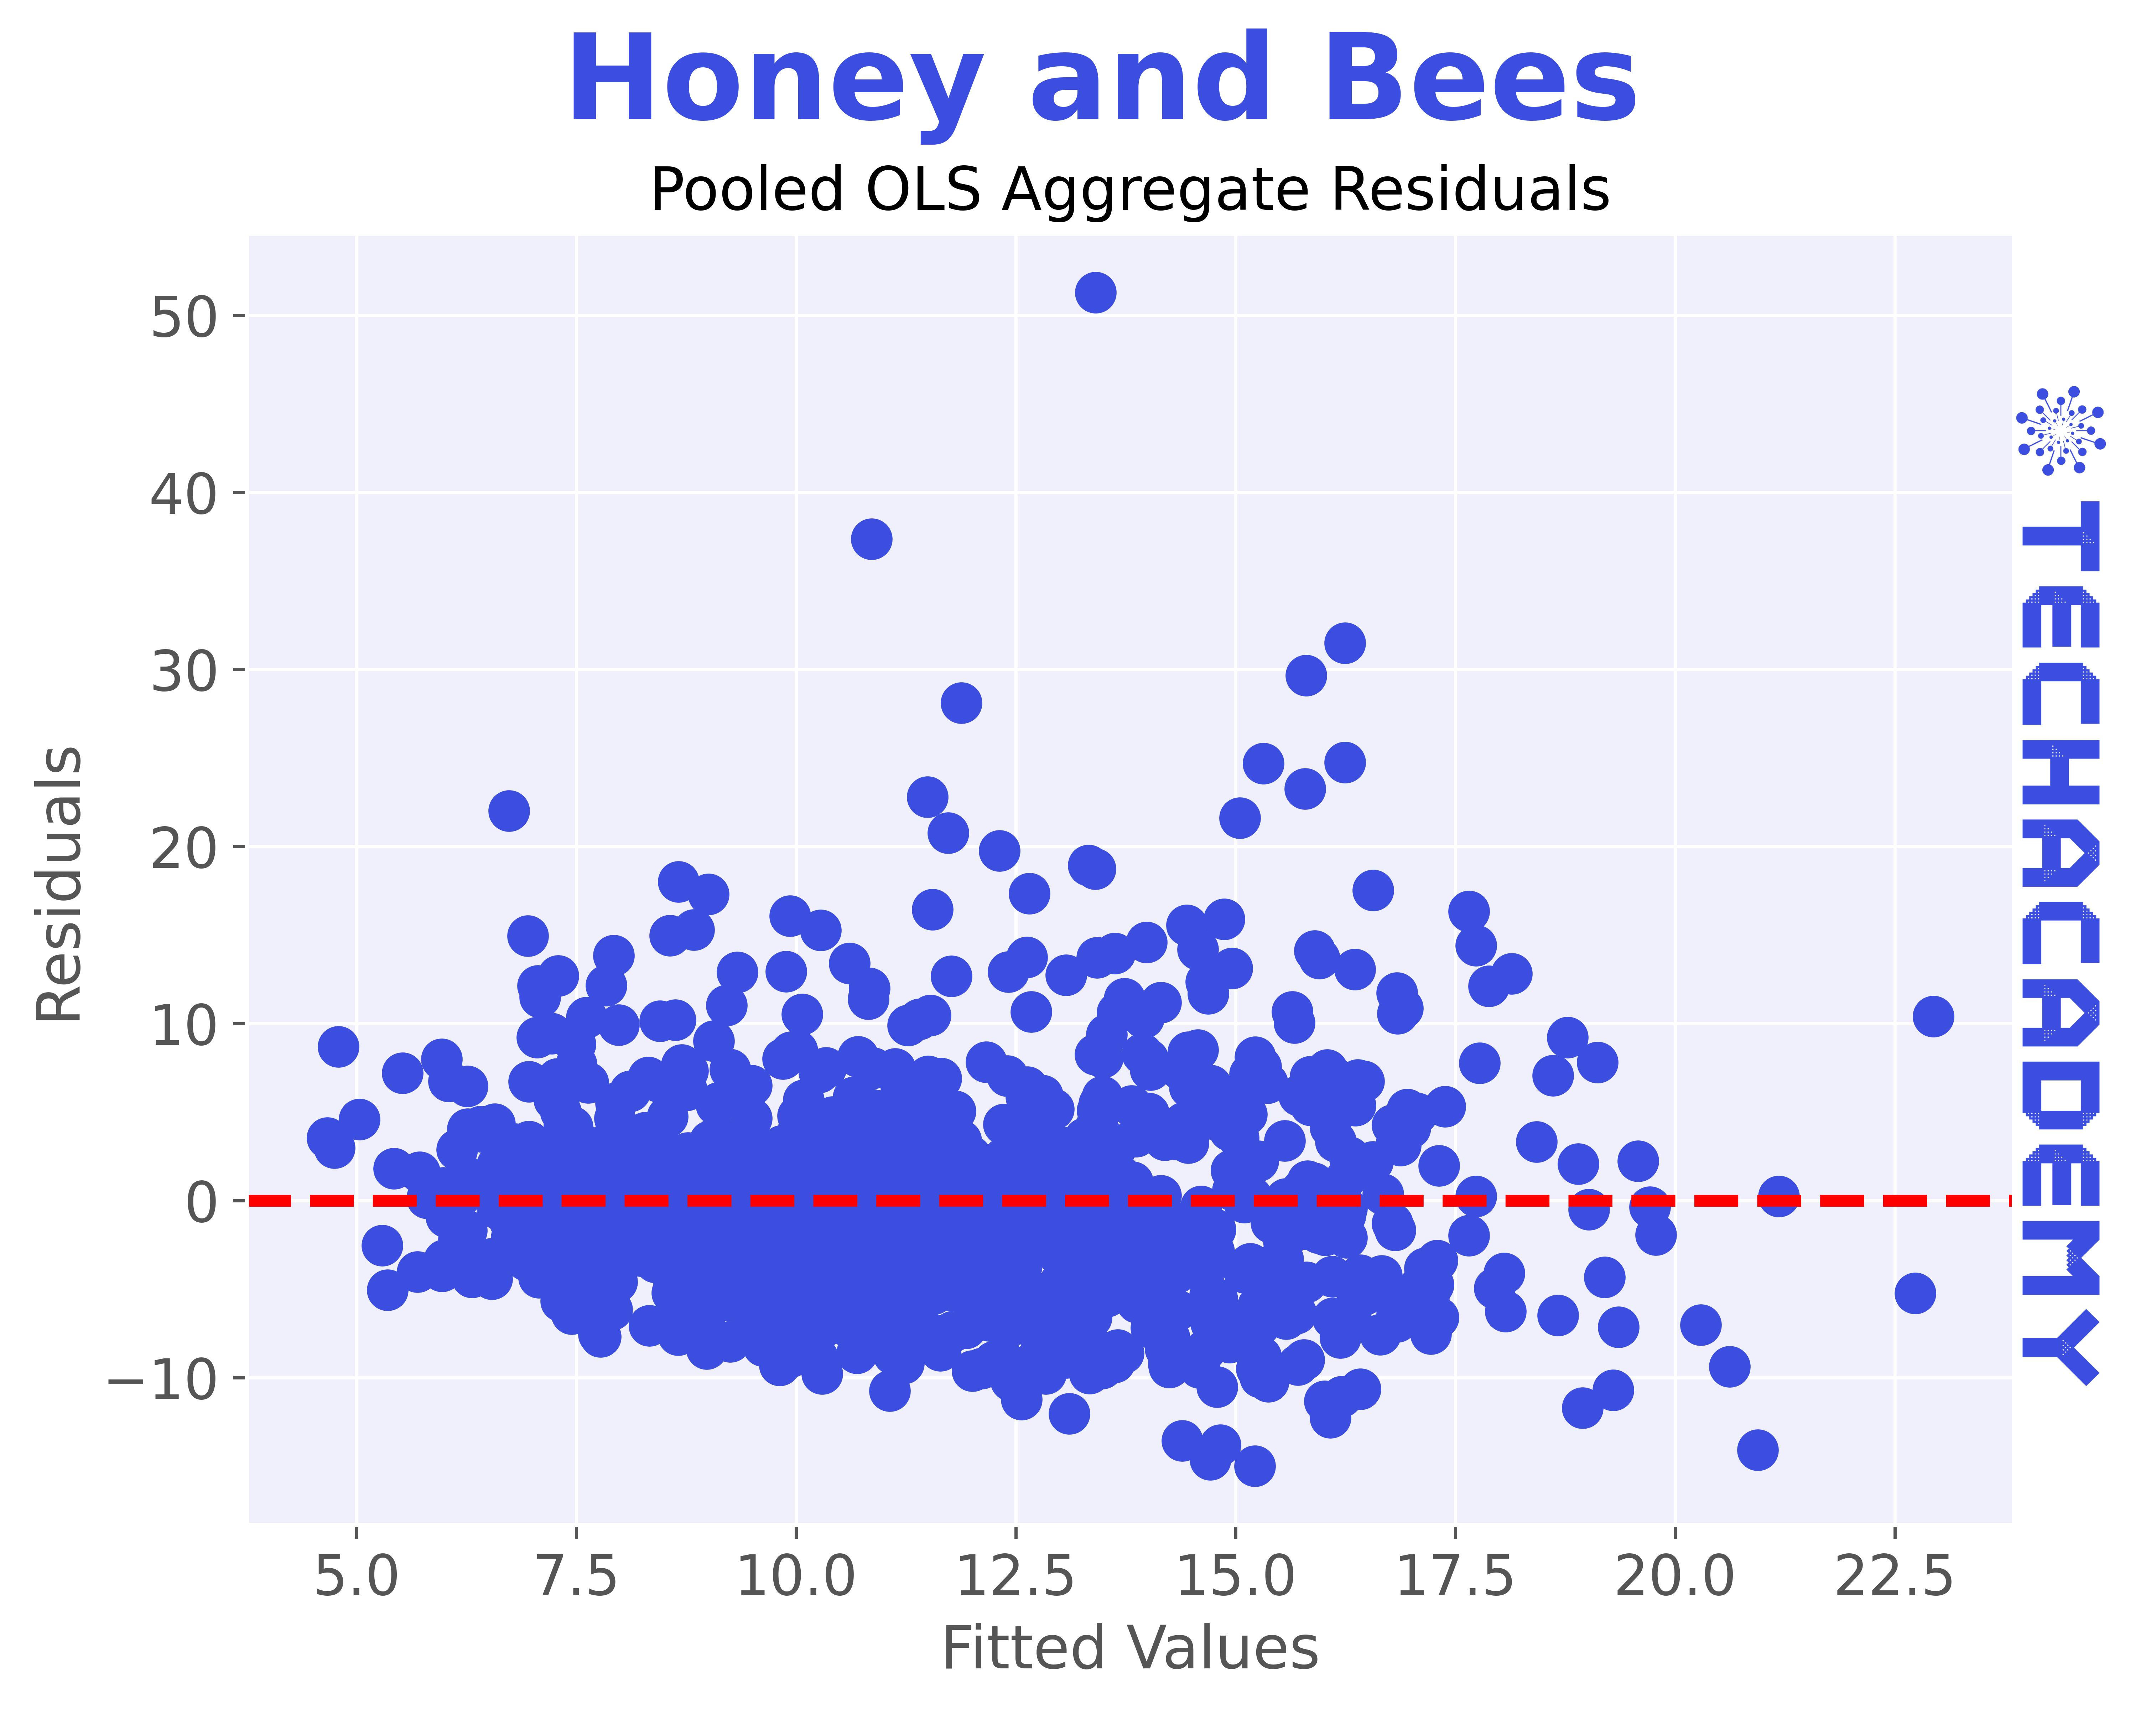 Honey and Bees
Pooled OLS Aggregate Residuals
50
40
30
20
10
0
−10
Residuals
5.0 7.5 10.0 12.5 15.0 17.5 20.0 22.5
Fitted Values
TECHACADEMY